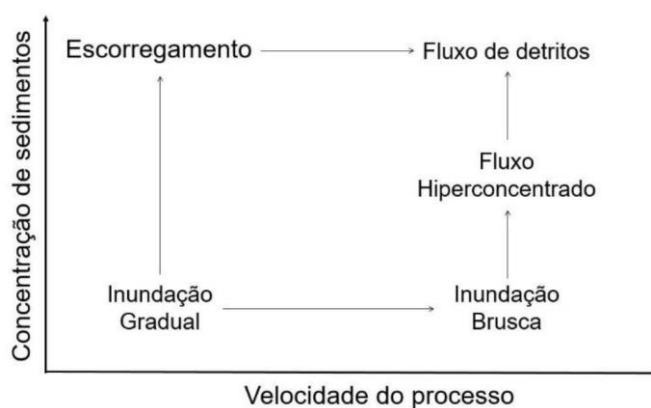 Concentração de sedimentos
Escorregamento
Fluxo de detritos
Fluxo
Hiperconcentrado
Inundação
Gradual
Inundação
Brusca
Velocidade do processo